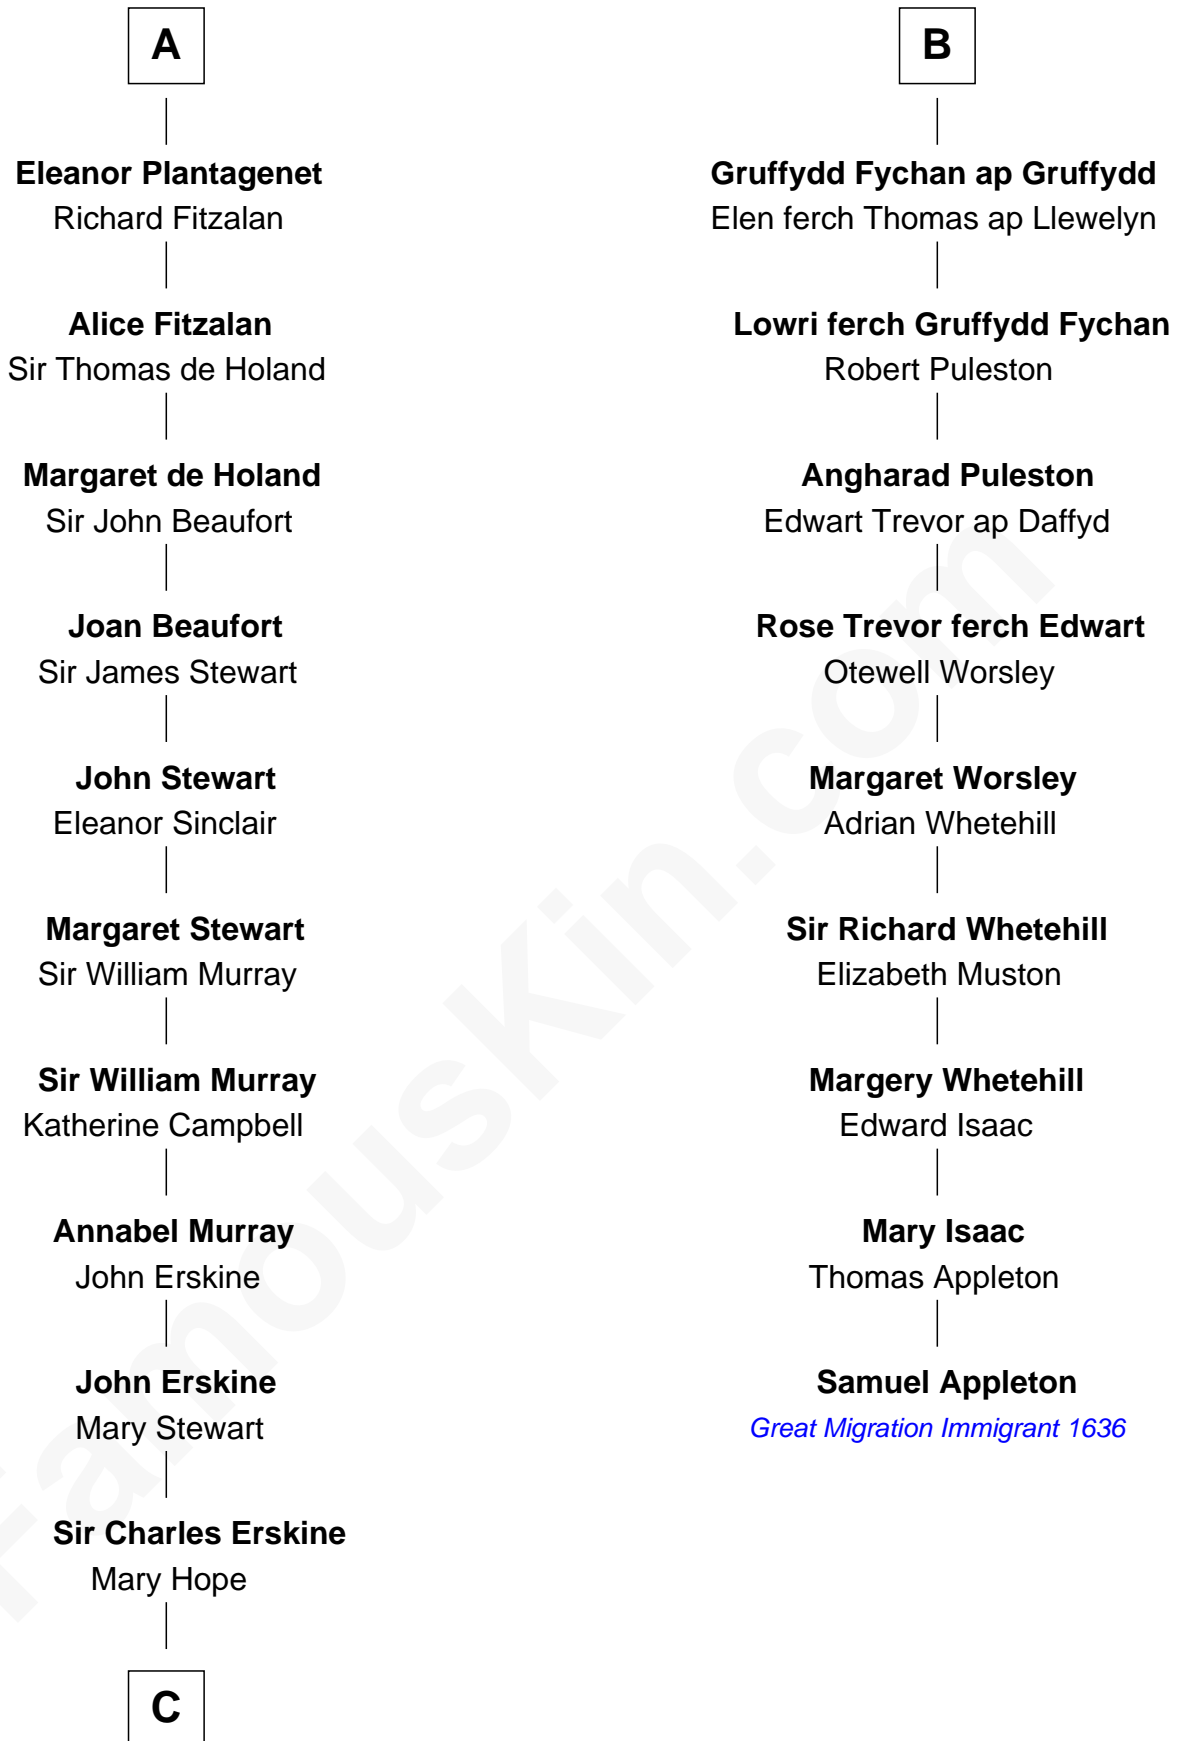 A
Eleanor Plantagenet
Richard Fitzalan
Alice Fitzalan
Sir Thomas de Holand
Margaret de Holand
Sir John Beaufort
Joan Beaufort
Sir James Stewart
John Stewart
Eleanor Sinclair
Margaret Stewart
Sir William Murray
Sir William Murray
Katherine Campbell
Annabel Murray
John Erskine
John Erskine
Mary Stewart
Sir Charles Erskine
Mary Hope
C
B
Gruffydd Fychan ap Gruffydd
Elen ferch Thomas ap Llewelyn
Lowri ferch Gruffydd Fychan
Robert Puleston
Angharad Puleston
Edwart Trevor ap Daffyd
Rose Trevor ferch Edwart
Otewell Worsley
Margaret Worsley
Adrian Whetehill
Sir Richard Whetehill
Elizabeth Muston
Margery Whetehill
Edward Isaac
Mary Isaac
Thomas Appleton
Samuel Appleton
Great Migration Immigrant 1636
FamousKin.com